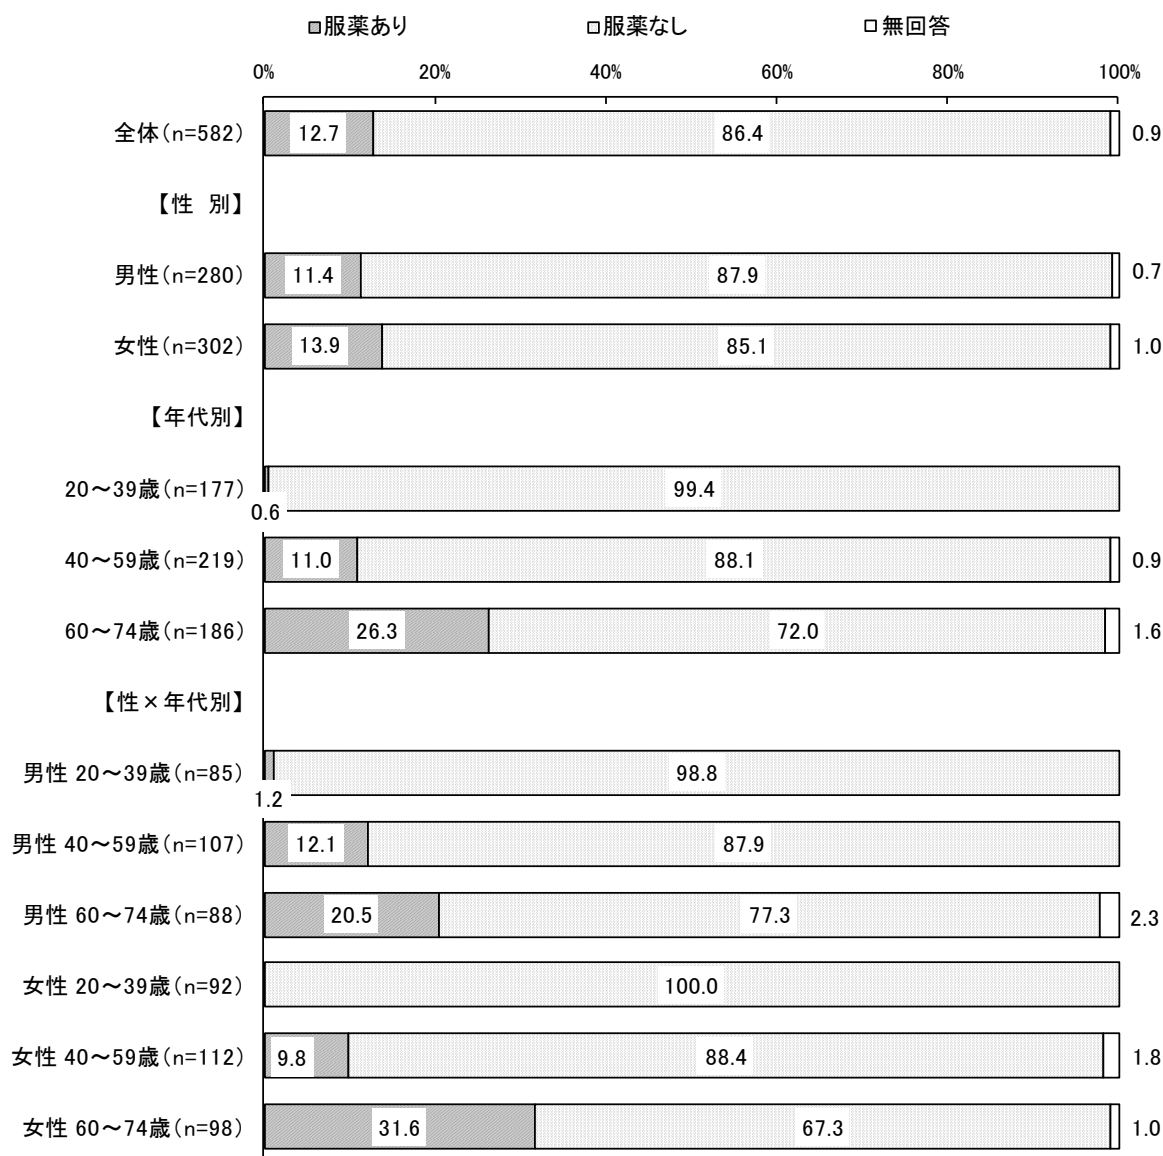 服薬あり 服薬なし 無回答
0% 20% 40% 60% 80% 100%
全体(n=582) 12.7 86.4 0.9
【性 別】
男性(n=280) 11.4 87.9 0.7
女性(n=302) 13.9 85.1 1.0
【年代別】
20～39歳(n=177) 0.6 99.4
40～59歳(n=219) 11.0 88.1 0.9
60～74歳(n=186) 26.3 72.0 1.6
【性×年代別】
男性 20～39歳(n=85) 1.2 98.8
男性 40～59歳(n=107) 12.1 87.9
男性 60～74歳(n=88) 20.5 77.3 2.3
女性 20～39歳(n=92) 100.0
女性 40～59歳(n=112) 9.8 88.4 1.8
女性 60～74歳(n=98) 31.6 67.3 1.0